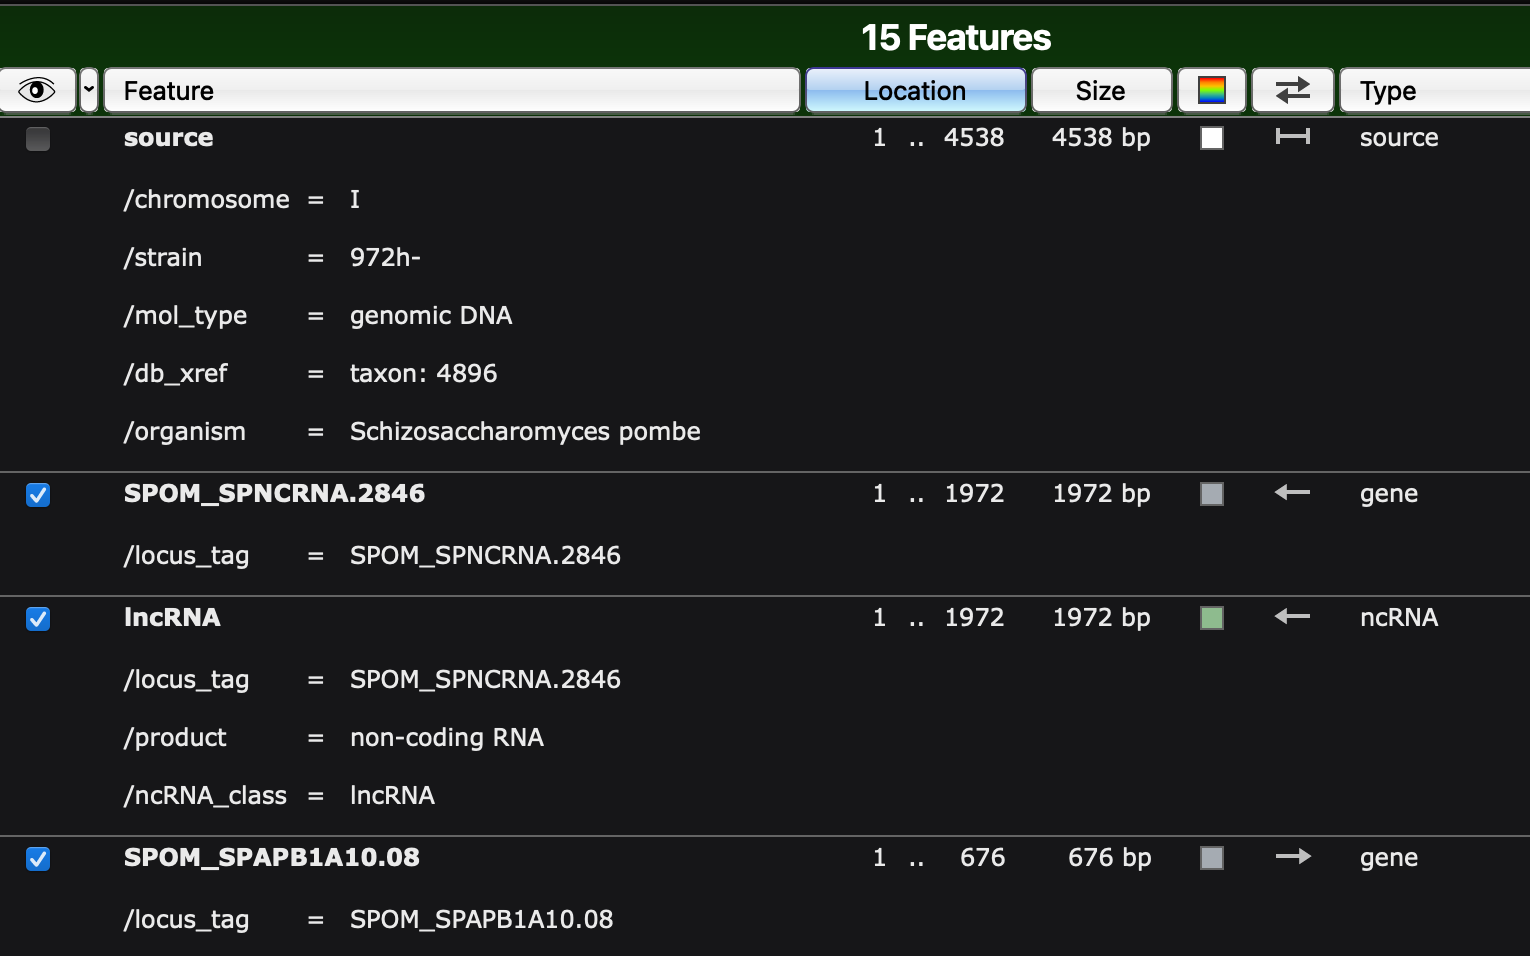 15 Features
Feature Location Size Type
source 1 .. 4538 4538 bp source
/chromosome = I
/strain = 972h-
/mol_type = genomic DNA
/db_xref = taxon: 4896
/organism = Schizosaccharomyces pombe
SPOM_SPNCRNA.2846 1 .. 1972 1972 bp gene
/locus_tag = SPOM_SPNCRNA.2846
lncRNA 1 .. 1972 1972 bp ncRNA
/locus_tag = SPOM_SPNCRNA.2846
/product = non-coding RNA
/ncRNA_class = lncRNA
SPOM_SPAPB1A10.08 1 .. 676 676 bp gene
/locus_tag = SPOM_SPAPB1A10.08